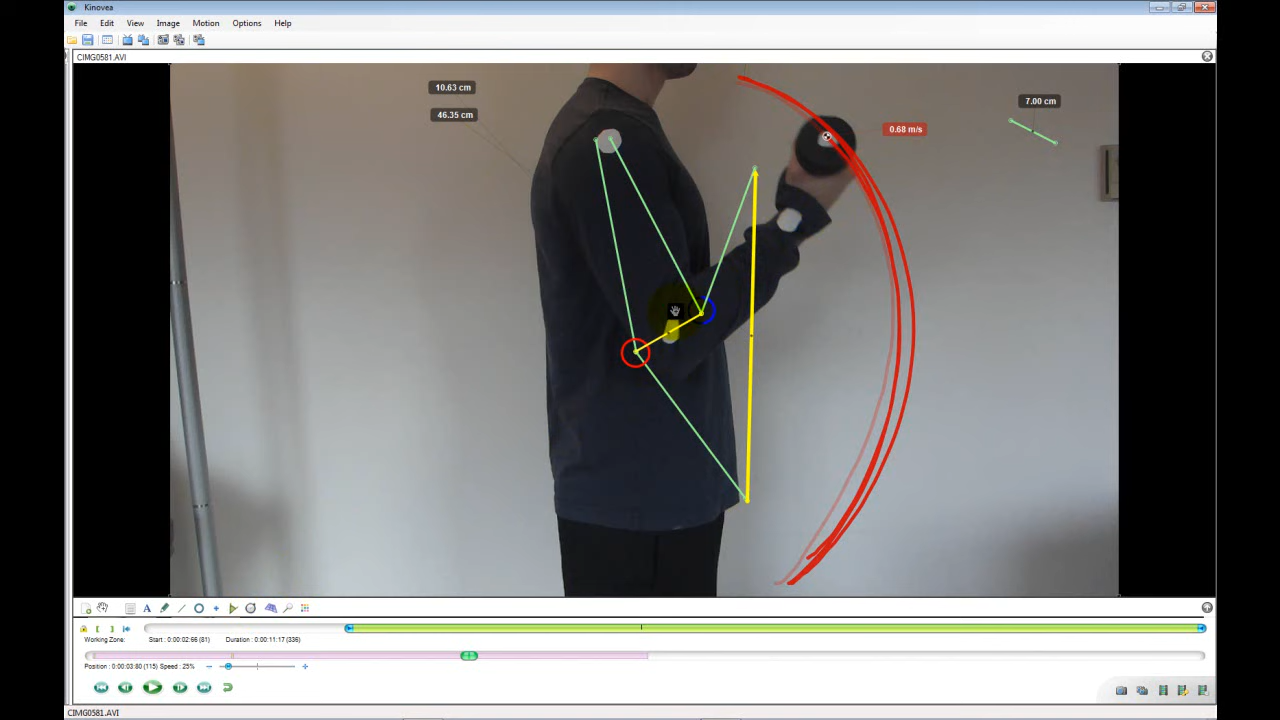 Kinovea
File Edit View Image Motion Options Help
CIMG0581.AVI
10.63 cm
46.35 cm
7.00 cm
0.68 m/s
A
Working Zone: Start : 0:00:02:66 (81) Duration : 0:00:11:17 (336)
Position : 0:00:03:80 (115) Speed : 25%
CIMG0581.AVI